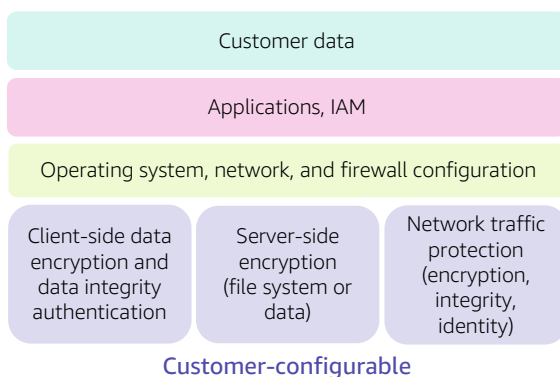 Customer data
Applications, IAM
Operating system, network, and firewall configuration
Client-side data
encryption and
data integrity
authentication
Server-side
encryption
(file system or
data)
Network traffic
protection
(encryption,
integrity,
identity)
Customer-configurable